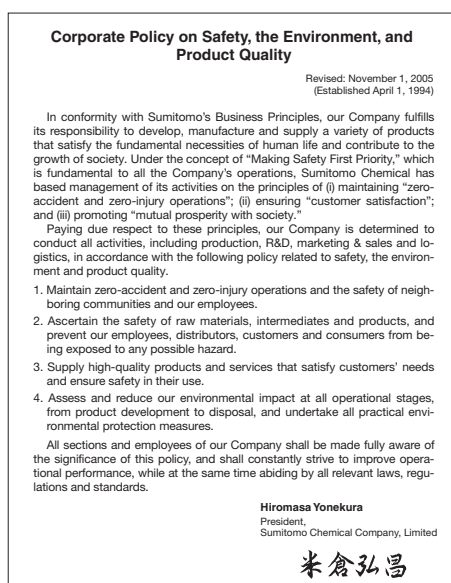 Corporate Policy on Safety, the Environment, and
Product Quality
Revised: November 1, 2005
(Established April 1, 1994)
In conformity with Sumitomo's Business Principles, our Company fulfills
its responsibility to develop, manufacture and supply a variety of products
that satisfy the fundamental necessities of human life and contribute to the
growth of society. Under the concept of “Making Safety First Priority,” which
is fundamental to all the Company's operations, Sumitomo Chemical has
based management of its activities on the principles of (i) maintaining “zero-
accident and zero-injury operations”; (ii) ensuring “customer satisfaction”;
and (iii) promoting “mutual prosperity with society.”
Paying due respect to these principles, our Company is determined to
conduct all activities, including production, R&D, marketing & sales and lo-
gistics, in accordance with the following policy related to safety, the environ-
ment and product quality.
1. Maintain zero-accident and zero-injury operations and the safety of neigh-
boring communities and our employees.
2. Ascertain the safety of raw materials, intermediates and products, and
prevent our employees, distributors, customers and consumers from be-
ing exposed to any possible hazard.
3. Supply high-quality products and services that satisfy customers' needs
and ensure safety in their use.
4. Assess and reduce our environmental impact at all operational stages,
from product development to disposal, and undertake all practical envi-
ronmental protection measures.
All sections and employees of our Company shall be made fully aware of
the significance of this policy, and shall constantly strive to improve opera-
tional performance, while at the same time abiding by all relevant laws, regu-
lations and standards.
Hiromasa Yonekura
President,
Sumitomo Chemical Company, Limited
米倉弘昌